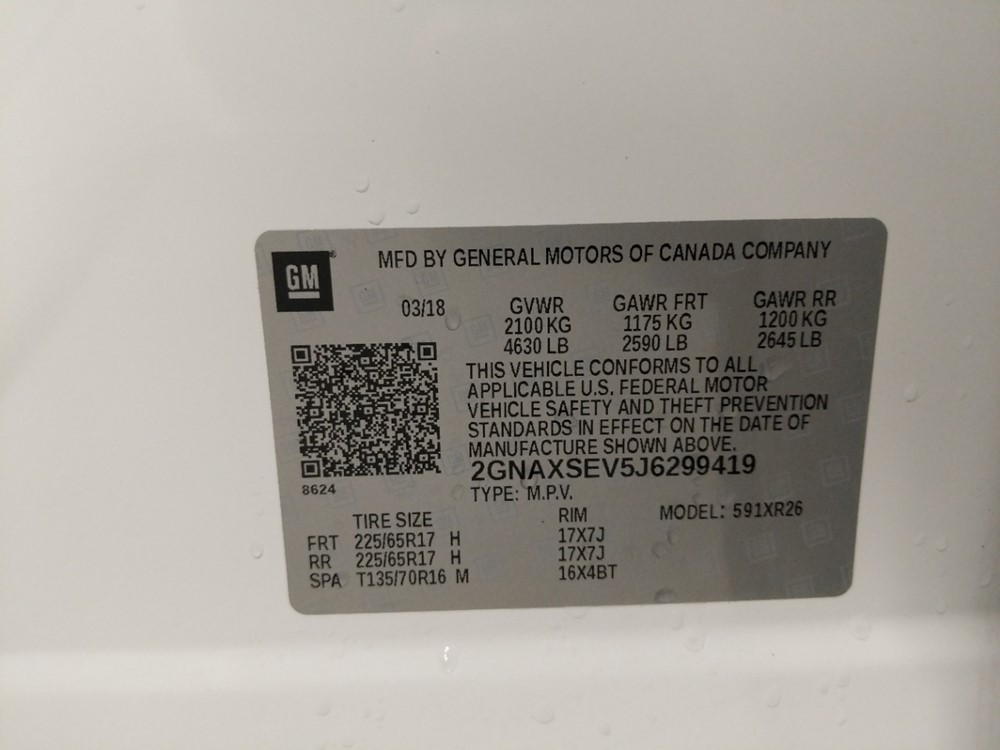 GM
MFD BY GENERAL MOTORS OF CANADA COMPANY
03/18 GVWR GAWR FRT GAWR RR
2100 KG 1175 KG 1200 KG
4630 LB 2590 LB 2645 LB
THIS VEHICLE CONFORMS TO ALL
APPLICABLE U.S. FEDERAL MOTOR
VEHICLE SAFETY AND THEFT PREVENTION
STANDARDS IN EFFECT ON THE DATE OF
MANUFACTURE SHOWN ABOVE.
2GNAXSEV5J6299419
8624
TYPE: M.P.V.
TIRE SIZE RIM MODEL: 591XR26
FRT 225/65R17 H 17X7J
RR 225/65R17 H 17X7J
SPA T135/70R16 M 16X4BT